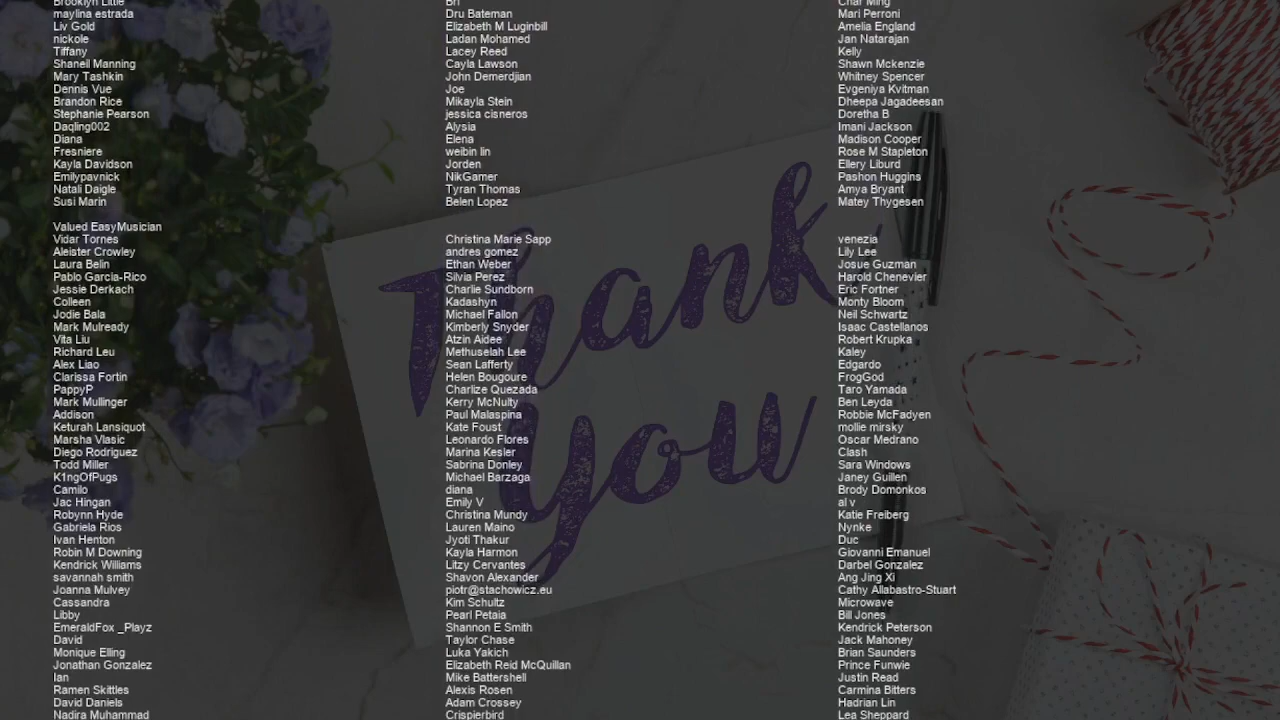 Brooklyn Little
maylina estrada
Liv Gold
nickole
Tiffany
Shanell Manning
Mary Tashkin
Dennis Vue
Brandon Rice
Stephanie Pearson
Daqling002
Diana
Fresniere
Kayla Davidson
Emilypavnick
Natali Daigle
Susi Marin
Bri
Dru Bateman
Elizabeth M Luginbill
Ladan Mohamed
Lacey Reed
Cayla Lawson
John Demerdjian
Joe
Mikayla Stein
jessica cisneros
Alysia
Elena
weibin lin
Jorden
NikGamer
Tyran Thomas
Belen Lopez
Char Ming
Mari Perroni
Amelia England
Jan Natarajan
Kelly
Shawn Mckenzie
Whitney Spencer
Evgeniya Kvitman
Dheepa Jagadeesan
Doretha B
Imani Jackson
Madison Cooper
Rose M Stapleton
Ellery Liburd
Pashon Huggins
Amya Bryant
Matey Thygesen
Valued EasyMusician
Vidar Tornes
Aleister Crowley
Laura Belin
Pablo Garcia-Rico
Jessie Derkach
Colleen
Jodie Bala
Mark Mulready
Vita Liu
Richard Leu
Alex Liao
Clarissa Fortin
PappyP
Mark Mullinger
Addison
Keturah Lansiquot
Marsha Vlasic
Diego Rodriguez
Todd Miller
K1ngOfPugs
Camilo
Jac Hingan
Robynn Hyde
Gabriela Rios
Ivan Henton
Robin M Downing
Kendrick Williams
savannah smith
Joanna Mulvey
Cassandra
Libby
EmeraldFox _Playz
David
Monique Elling
Jonathan Gonzalez
Ian
Ramen Skittles
David Daniels
Nadira Muhammad
Christina Marie Sapp
andres gomez
Ethan Weber
Silvia Perez
Charlie Sundborn
Kadashyn
Michael Fallon
Kimberly Snyder
Atzin Aidee
Methuselah Lee
Sean Lafferty
Helen Bougoure
Charlize Quezada
Kerry McNulty
Paul Malaspina
Kate Foust
Leonardo Flores
Marina Kesler
Sabrina Donley
Michael Barzaga
diana
Emily V
Christina Mundy
Lauren Maino
Jyoti Thakur
Kayla Harmon
Litzy Cervantes
Shavon Alexander
piotr@stachowicz.eu
Kim Schultz
Pearl Petaia
Shannon E Smith
Taylor Chase
Luka Yakich
Elizabeth Reid McQuillan
Mike Battershell
Alexis Rosen
Adam Crossey
Crispierbird
venezia
Lily Lee
Josue Guzman
Harold Chenevier
Eric Fortner
Monty Bloom
Neil Schwartz
Isaac Castellanos
Robert Krupka
Kaley
Edgardo
FrogGod
Taro Yamada
Ben Leyda
Robbie McFadyen
mollie mirsky
Oscar Medrano
Clash
Sara Windows
Janey Guillen
Brody Domonkos
al v
Katie Freiberg
Nynke
Duc
Giovanni Emanuel
Darbel Gonzalez
Ang Jing Xi
Cathy Allabastro-Stuart
Microwave
Bill Jones
Kendrick Peterson
Jack Mahoney
Brian Saunders
Prince Funwie
Justin Read
Carmina Bitters
Hadrian Lin
Lea Sheppard
Thank
you